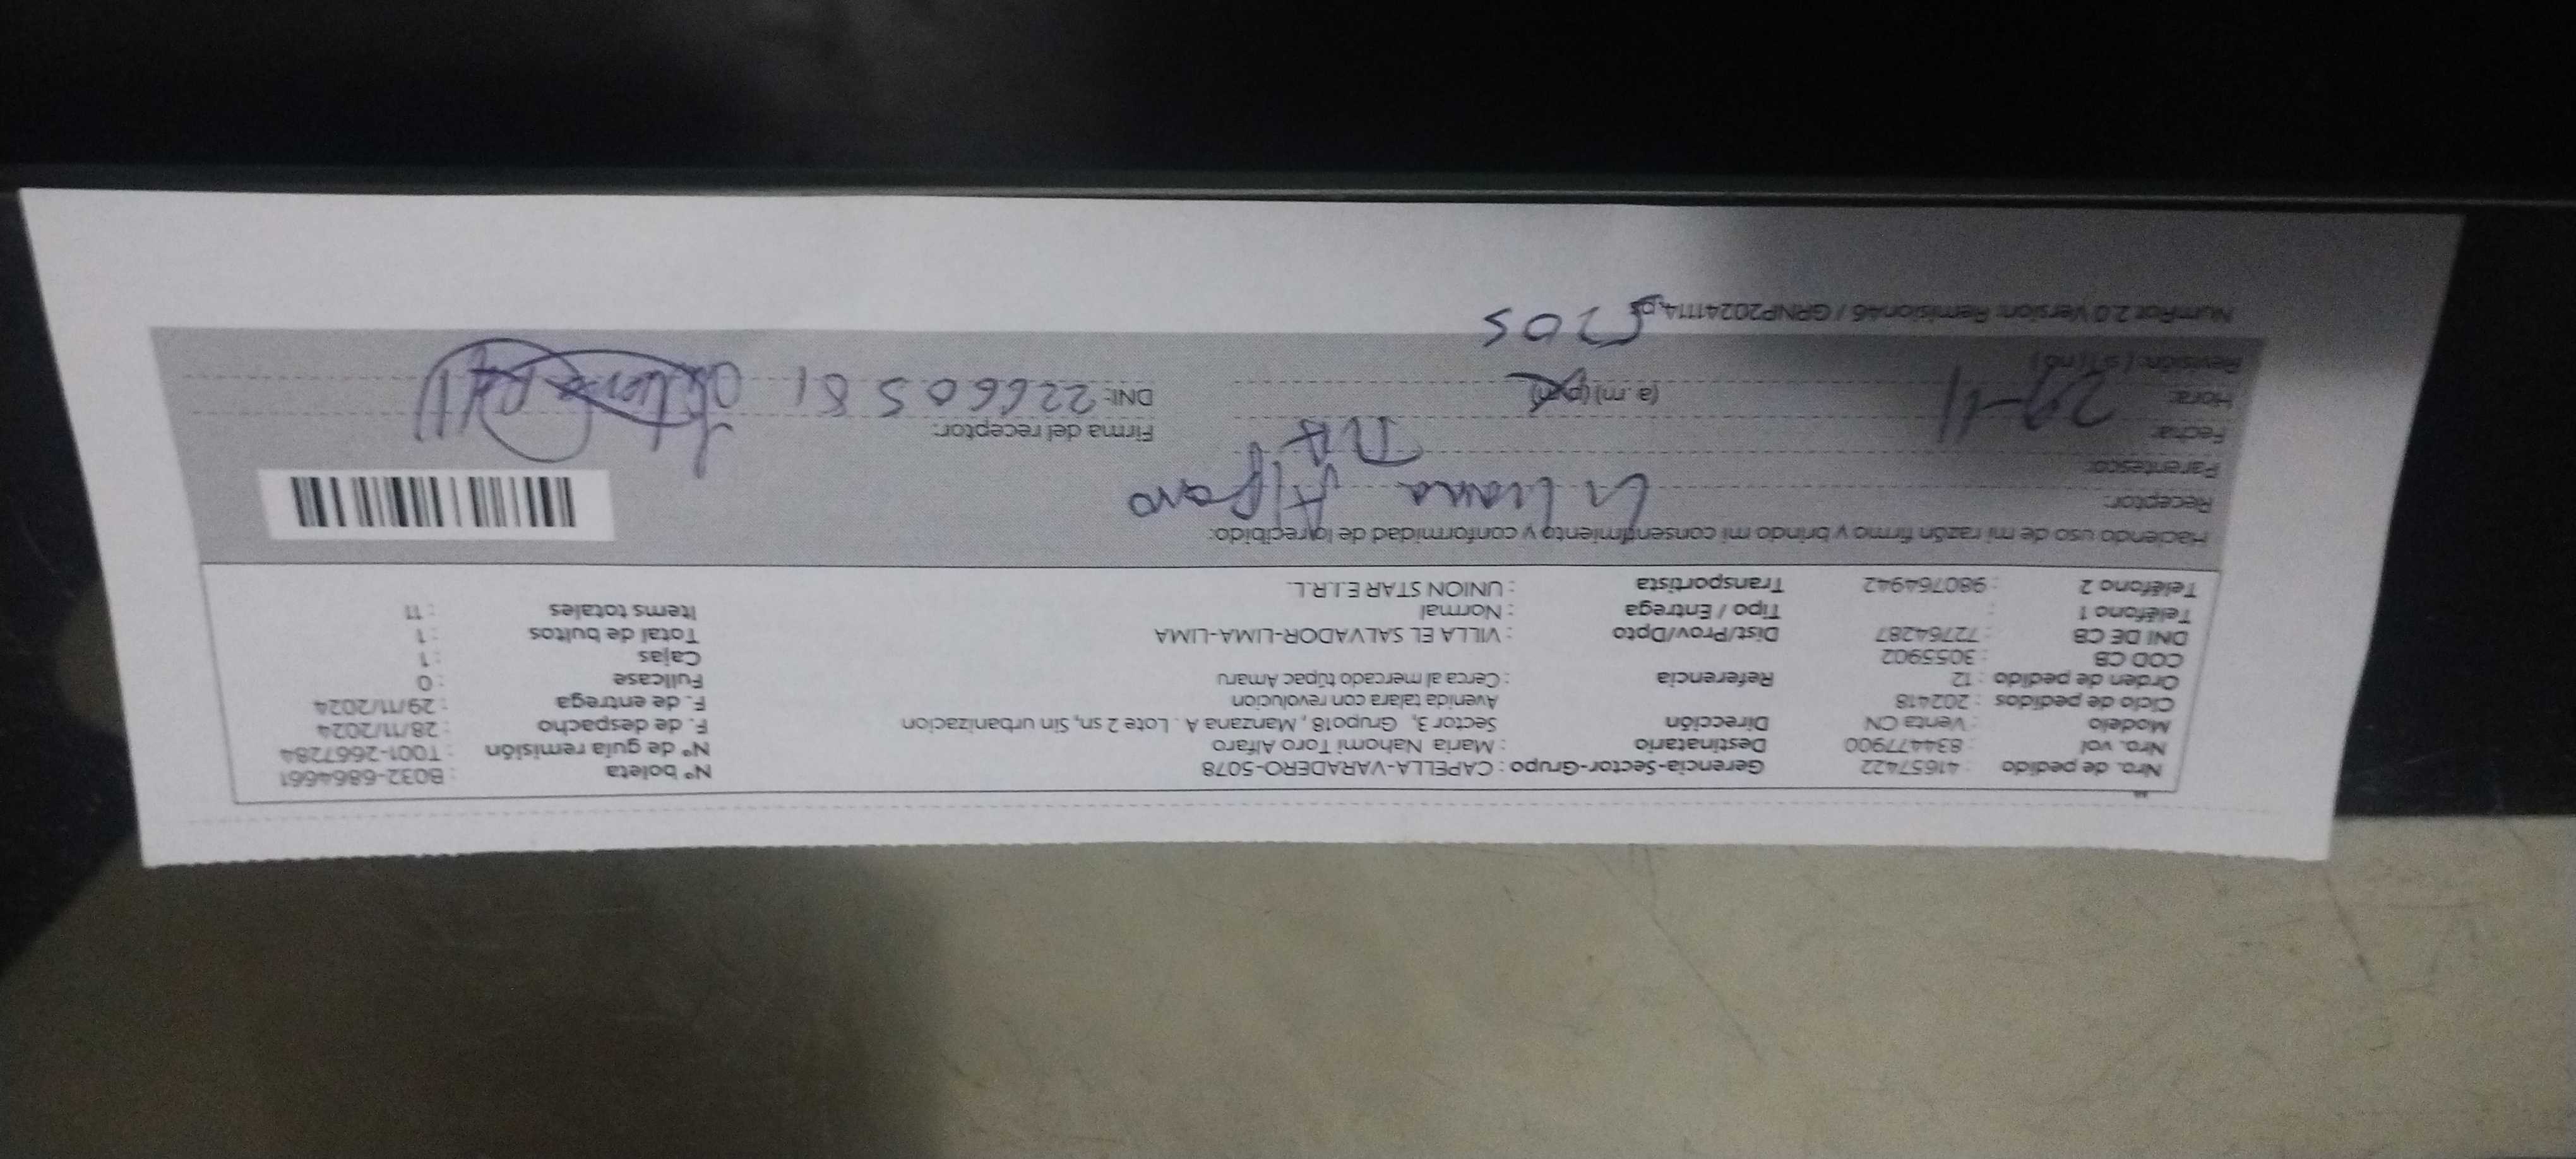 Nro. de pedido : 41657422 Gerencia-Sector-Grupo : CAPELLA-VARADERO-5078 N° boleta : B032-6864661
Nro. vol : 834477900 Destinatario : Maria Nahomi Toro Alfaro N° de guía remisión : T001-2667284
Modelo : Venta CN Dirección Sector 3, Grupo18, Manzana A . Lote 2 sn, Sin urbanizacion F. de despacho : 28/11/2024
Ciclo de pedidos : 202418 Avenida talara con revolucion F. de entrega : 29/11/2024
Orden de pedido : 12 Referencia : Cerca al mercado túpac Amaru Fullcase : 0
COD CB : 3055902 Cajas : 1
DNI DE CB : 72764287 Dist/Prov/Dpto : VILLA EL SALVADOR-LIMA-LIMA Total de bultos : 1
Teléfono 1 : Tipo / Entrega : Normal Items totales : 11
Teléfono 2 : 980764942 Transportista : UNION STAR E.I.R.L.
Haciendo uso de mi razón firmo y brindo mi consentimiento y conformidad de lo recibido:
Receptor: Liliana Alfaro
Parentesco:
Fecha: 29-11 Firma del receptor:
Hora: (a.m) (pm) DNI: 22660581
Revisión: ( si ) ( no )
NumRot 2.0 Version: Remision46 / GRNP20241114.p